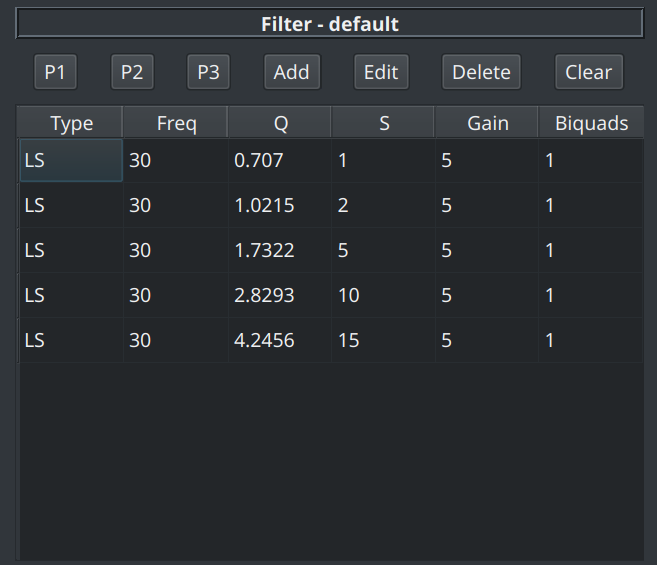 Filter - default
P1 P2 P3 Add Edit Delete Clear
Type Freq Q S Gain Biquads
LS 30 0.707 1 5 1
LS 30 1.0215 2 5 1
LS 30 1.7322 5 5 1
LS 30 2.8293 10 5 1
LS 30 4.2456 15 5 1